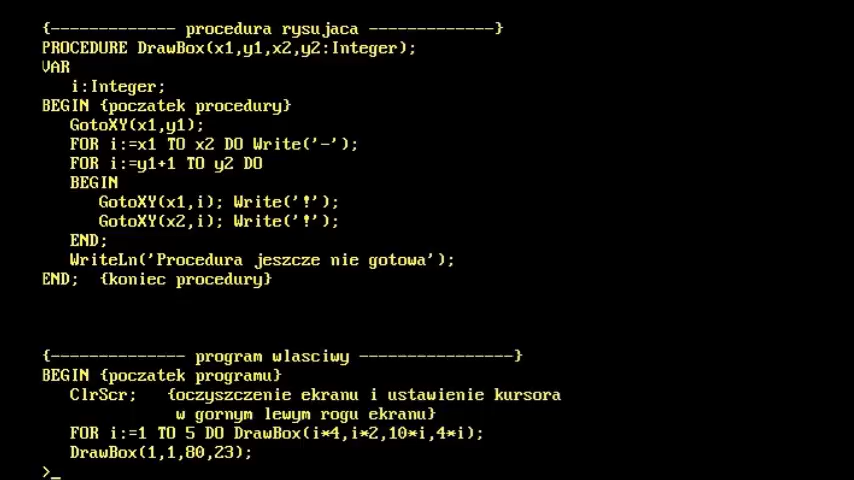 {------------- procedura rysujaca -------------}
PROCEDURE DrawBox(x1,y1,x2,y2:Integer);
VAR
   i:Integer;
BEGIN {poczatek procedury}
   GotoXY(x1,y1);
   FOR i:=x1 TO x2 DO Write('-');
   FOR i:=y1+1 TO y2 DO
   BEGIN
      GotoXY(x1,i); Write('!');
      GotoXY(x2,i); Write('!');
   END;
   WriteLn('Procedura jeszcze nie gotowa');
END;  {koniec procedury}
{-------------- program wlasciwy ----------------}
BEGIN {poczatek programu}
   ClrScr;   {oczyszczenie ekranu i ustawienie kursora
              w gornym lewym rogu ekranu}
   FOR i:=1 TO 5 DO DrawBox(i*4,i*2,10*i,4*i);
   DrawBox(1,1,80,23);
>_